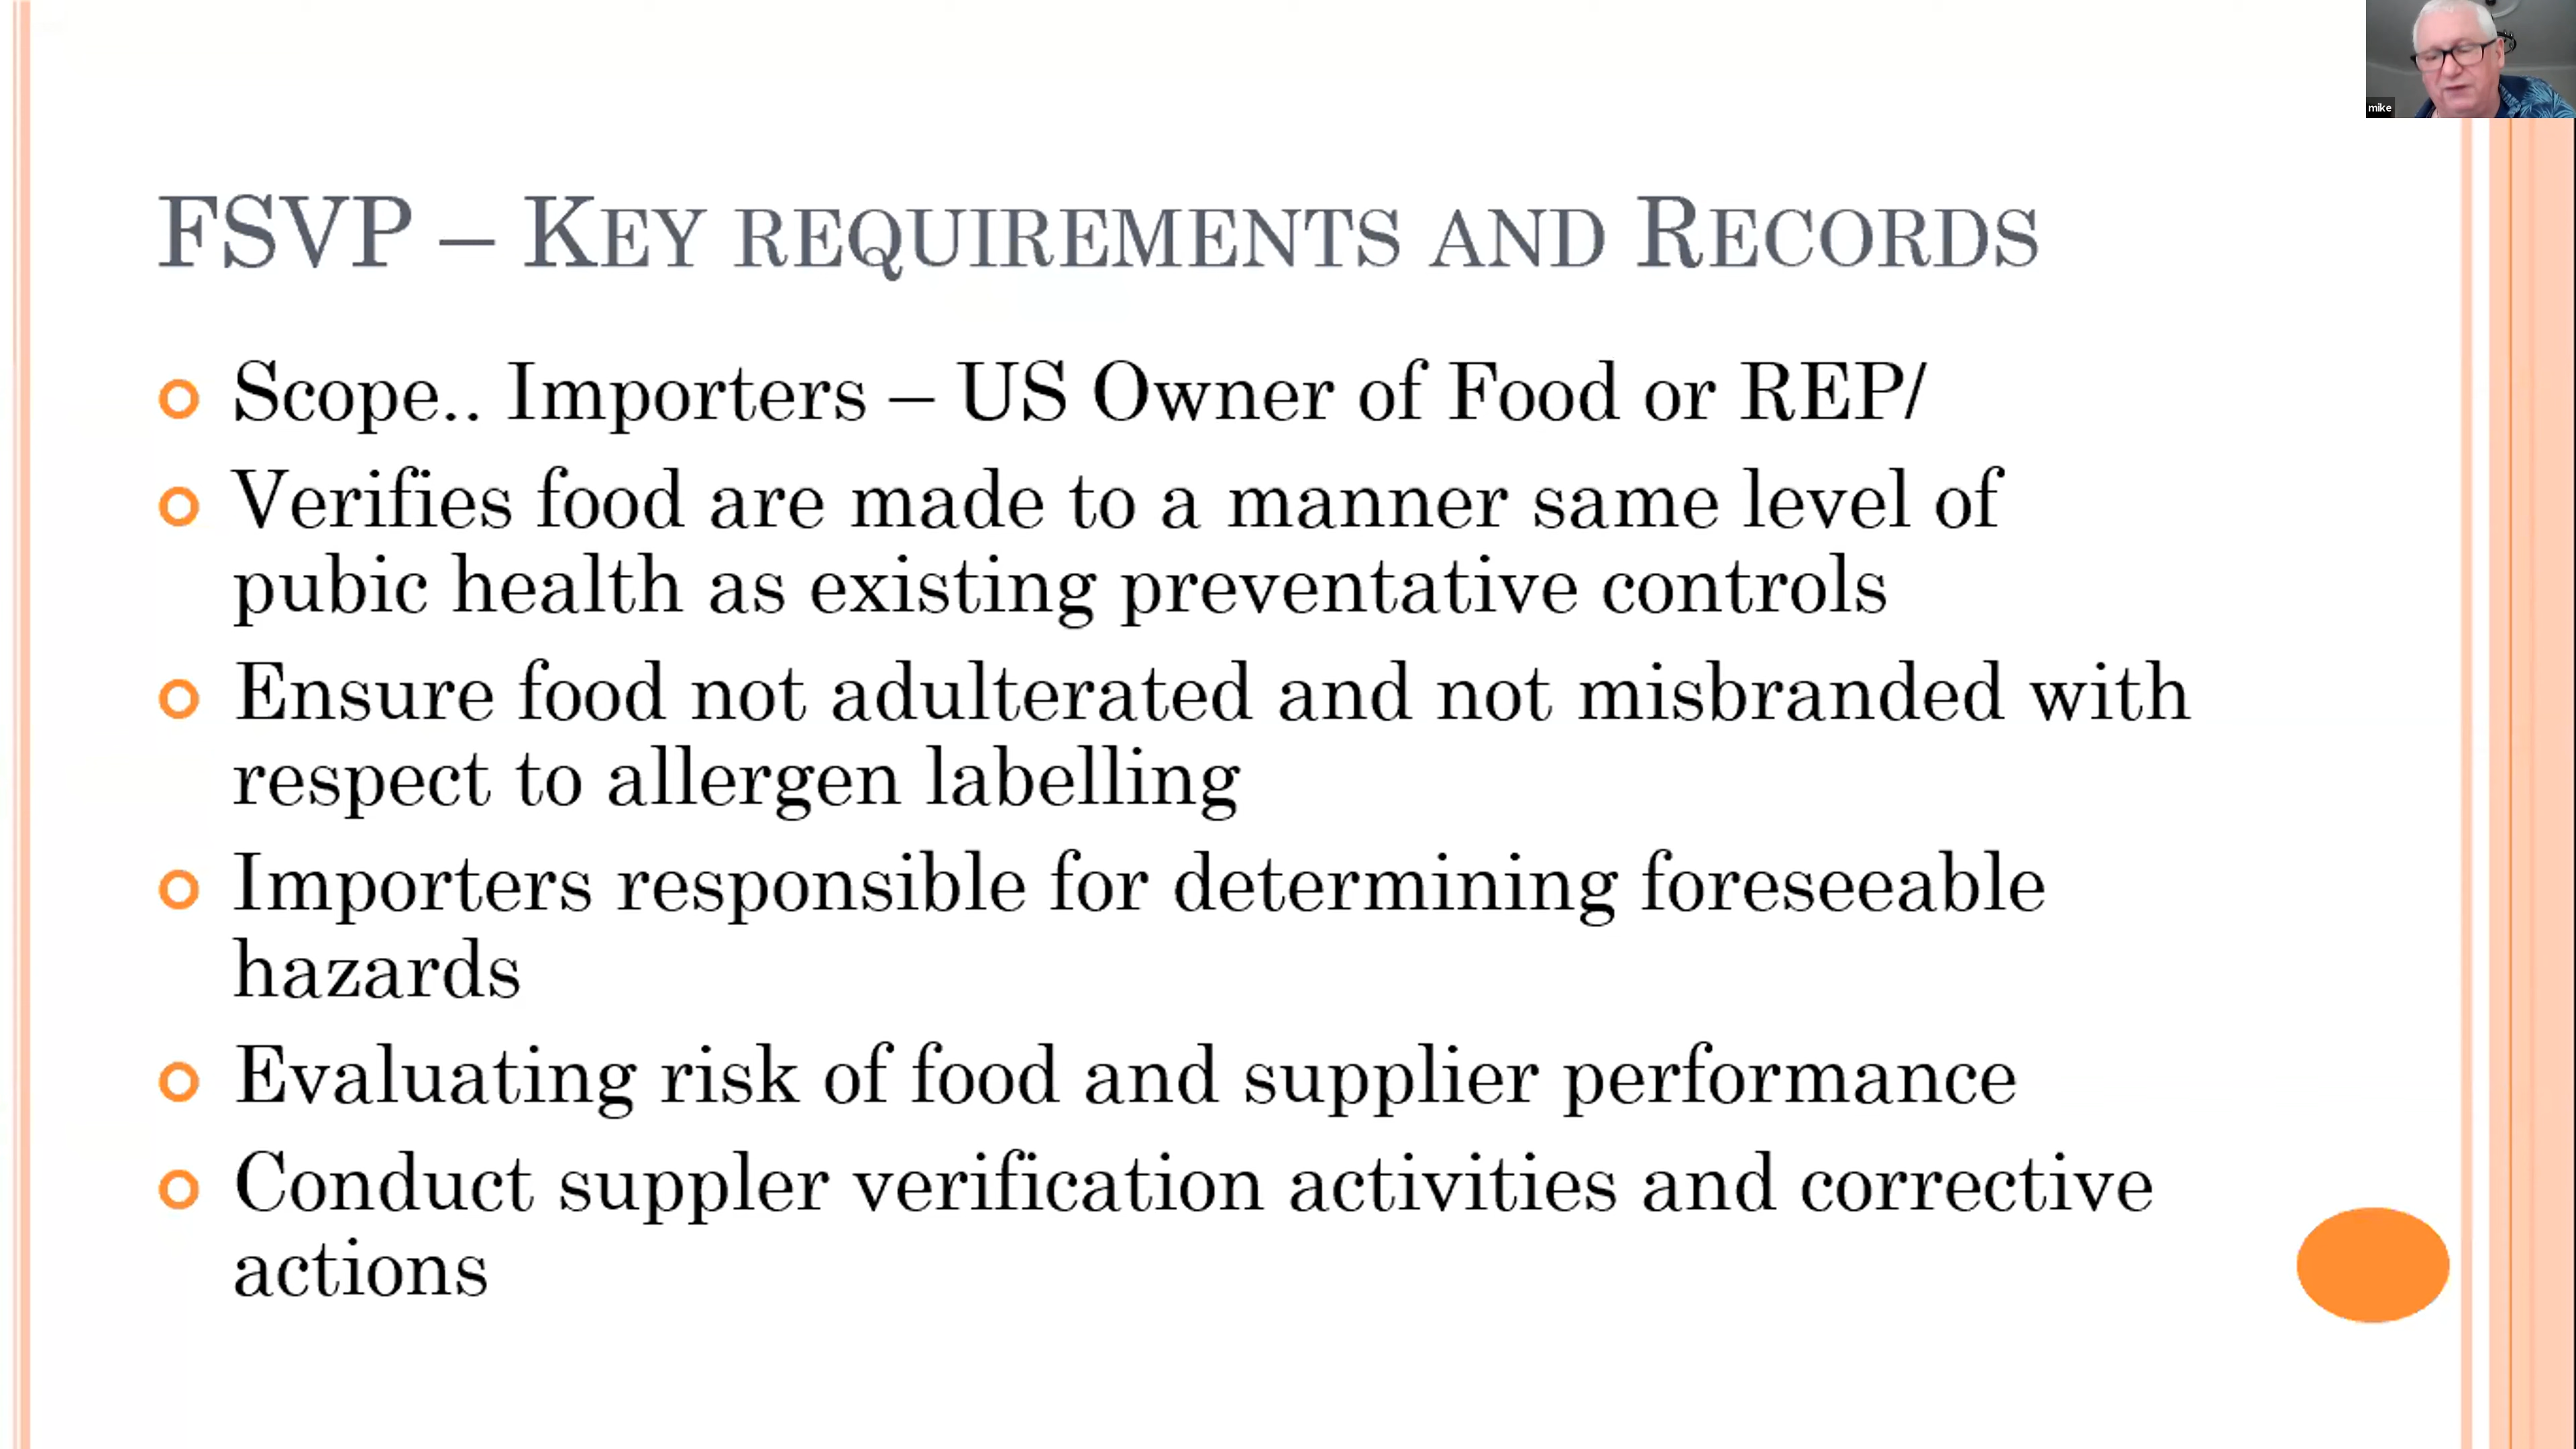 mike
FSVP – Key requirements and Records
Scope.. Importers – US Owner of Food or REP/
Verifies food are made to a manner same level of
pubic health as existing preventative controls
Ensure food not adulterated and not misbranded with
respect to allergen labelling
Importers responsible for determining foreseeable
hazards
Evaluating risk of food and supplier performance
Conduct suppler verification activities and corrective
actions